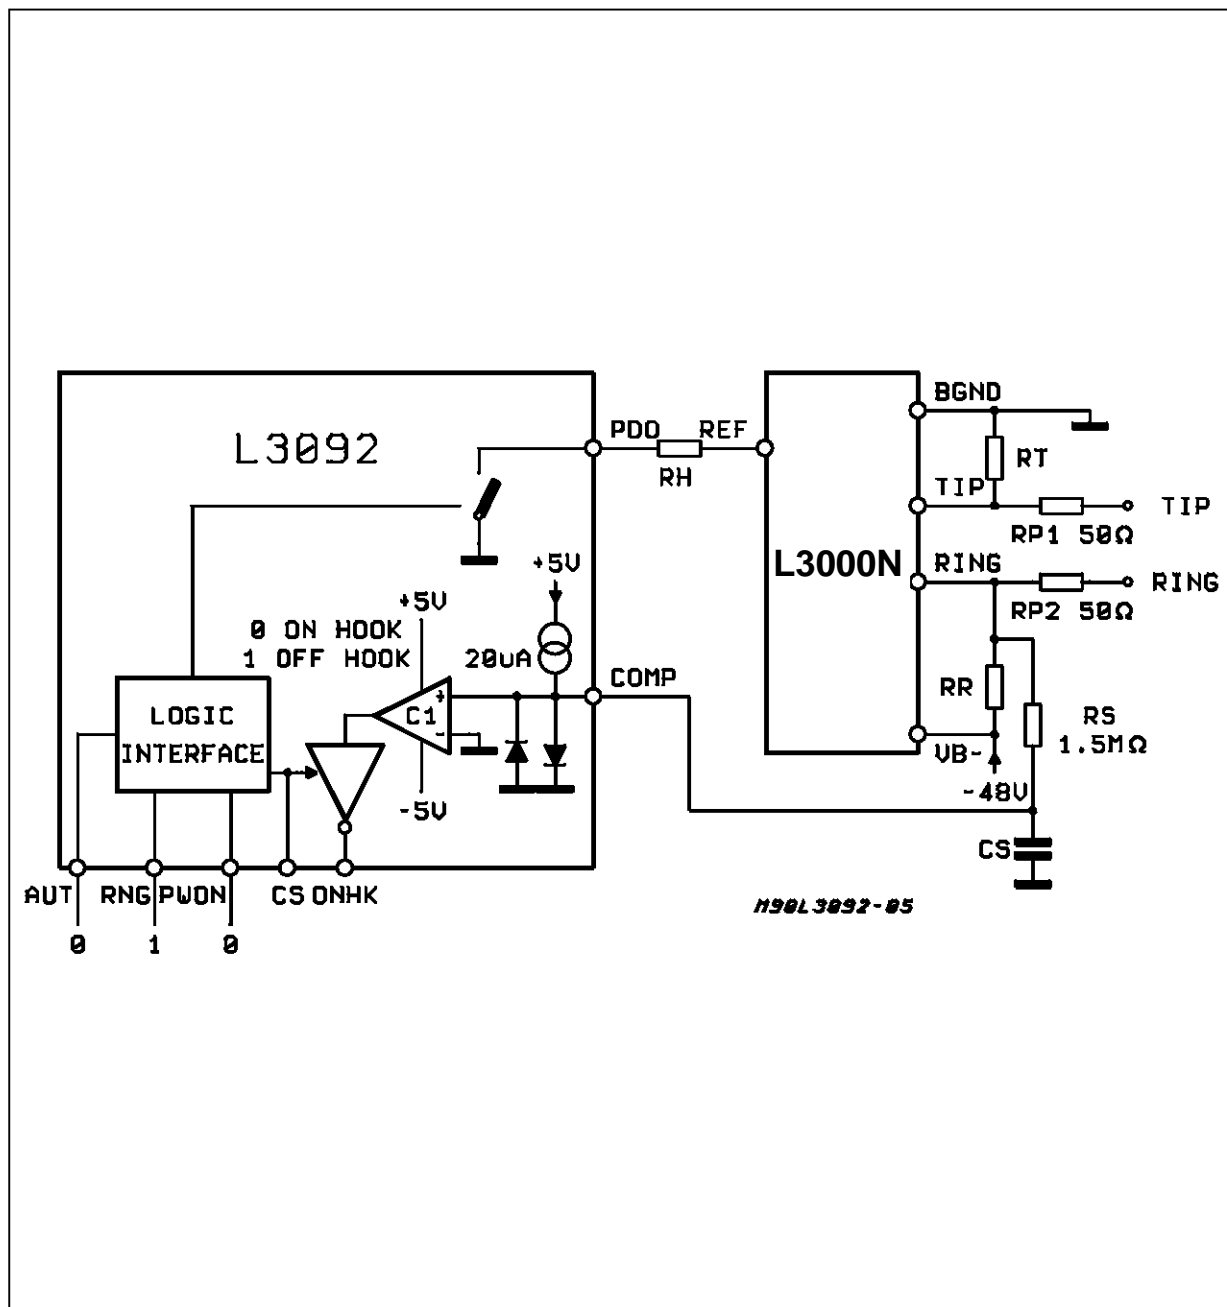 L3092
PDO
REF
RH
BGND
RT
TIP
TIP
RP1 50Ω
L3000N
RING
RING
RP2 50Ω
+5V
+5V
0 ON HOOK
1 OFF HOOK
20uA
COMP
+
C1
-
RR
RS
1.5MΩ
LOGIC
INTERFACE
VB-
-48V
-5V
CS
AUT
RNG
PWON
CS
ONHK
M90L3092-05
0
1
0